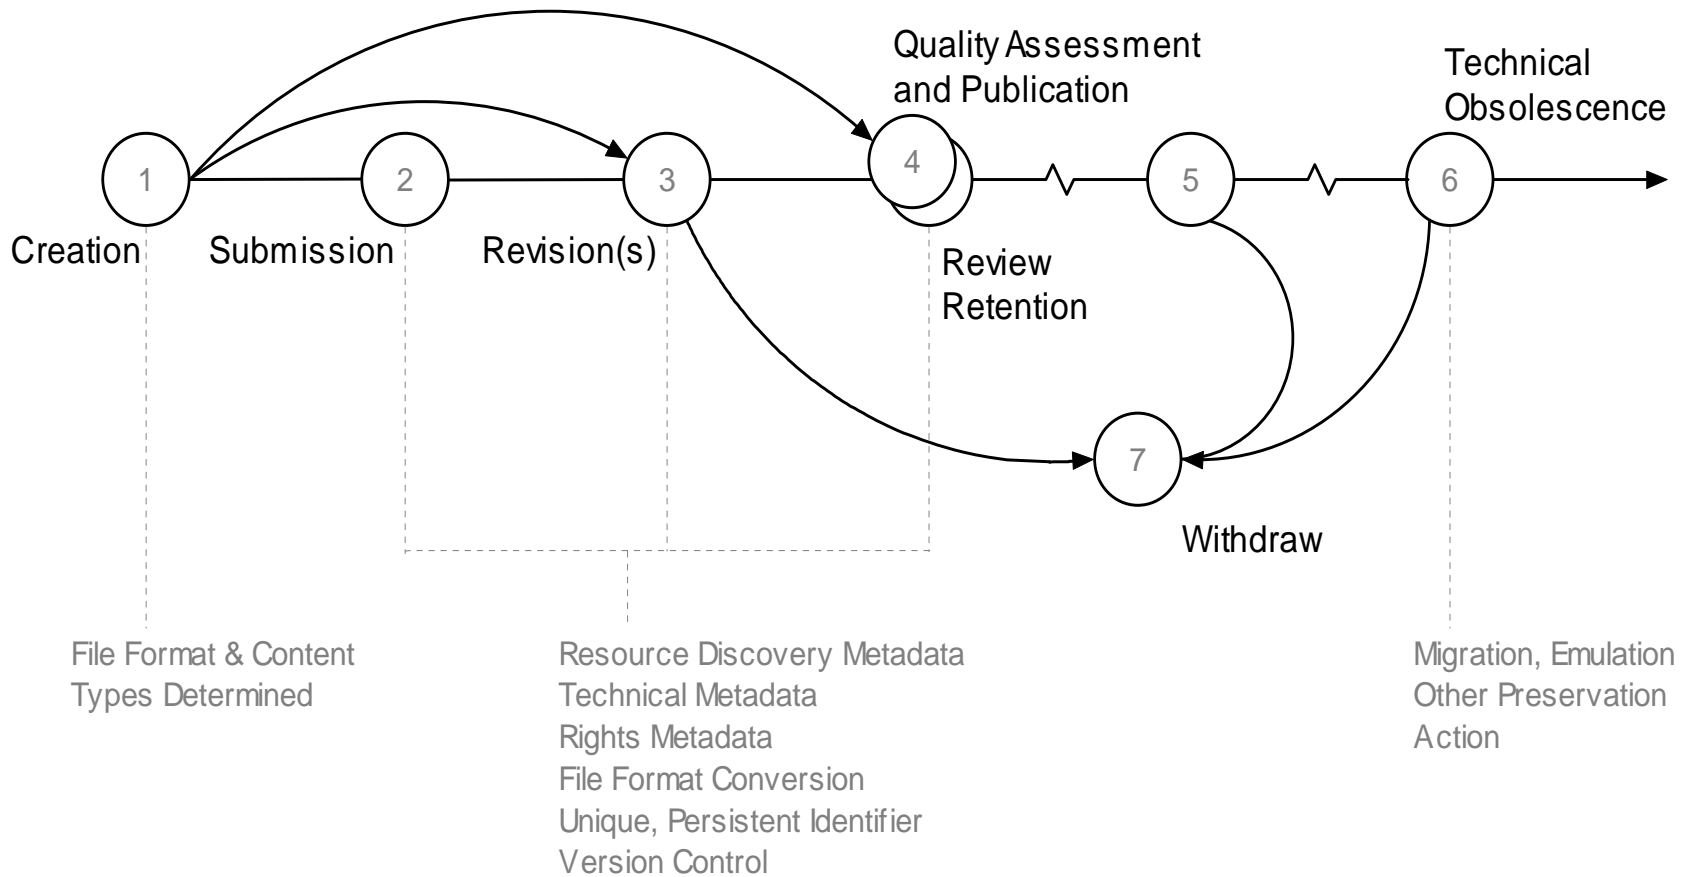 Quality Assessment
and Publication
Technical
Obsolescence
1
2
3
4
5
6
Creation
Submission
Revision(s)
Review
Retention
7
Withdraw
File Format & Content
Types Determined
Resource Discovery Metadata
Technical Metadata
Rights Metadata
File Format Conversion
Unique, Persistent Identifier
Version Control
Migration, Emulation
Other Preservation
Action